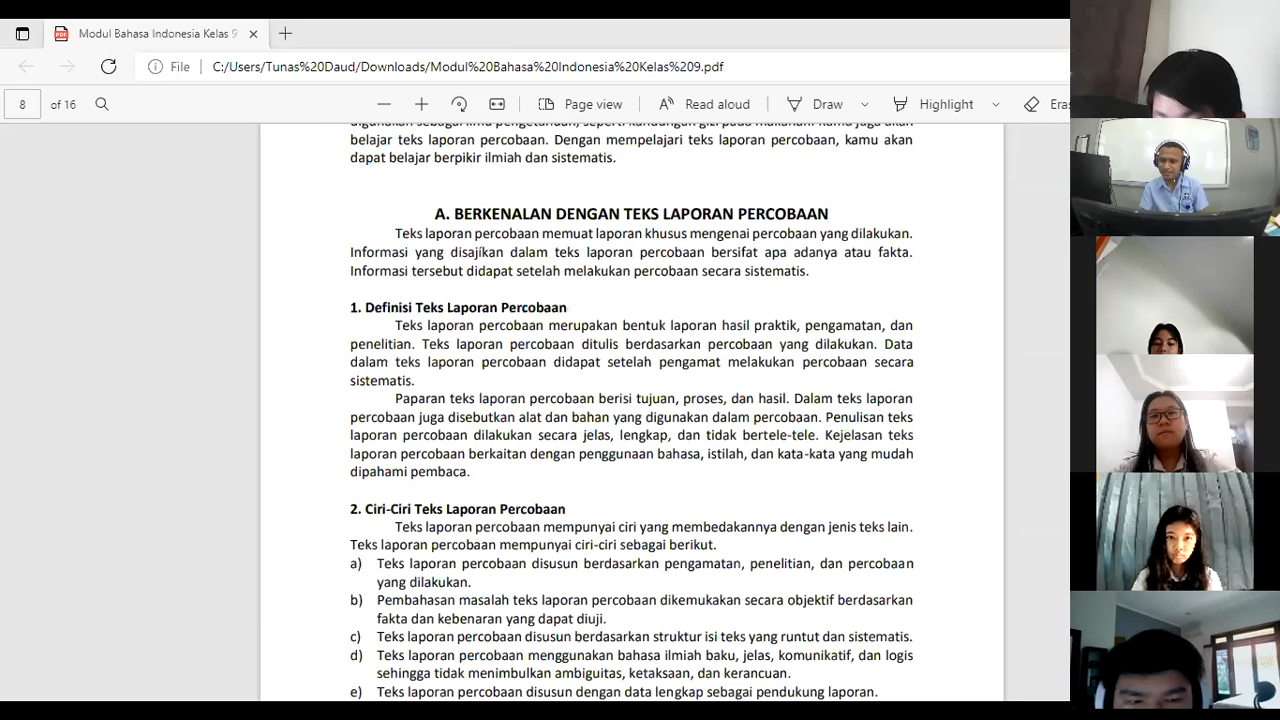 Modul Bahasa Indonesia Kelas 9
File C:/Users/Tunas%20Daud/Downloads/Modul%20Bahasa%20Indonesia%20Kelas%209.pdf
8 of 16 Page view Read aloud Draw Highlight Eras
digunakan sebagai ilmu pengetahuan, seperti kandungan gizi pada makanan. Kamu juga akan
belajar teks laporan percobaan. Dengan mempelajari teks laporan percobaan, kamu akan
dapat belajar berpikir ilmiah dan sistematis.
A. BERKENALAN DENGAN TEKS LAPORAN PERCOBAAN
Teks laporan percobaan memuat laporan khusus mengenai percobaan yang dilakukan.
Informasi yang disajikan dalam teks laporan percobaan bersifat apa adanya atau fakta.
Informasi tersebut didapat setelah melakukan percobaan secara sistematis.
1. Definisi Teks Laporan Percobaan
Teks laporan percobaan merupakan bentuk laporan hasil praktik, pengamatan, dan
penelitian. Teks laporan percobaan ditulis berdasarkan percobaan yang dilakukan. Data
dalam teks laporan percobaan didapat setelah pengamat melakukan percobaan secara
sistematis.
Paparan teks laporan percobaan berisi tujuan, proses, dan hasil. Dalam teks laporan
percobaan juga disebutkan alat dan bahan yang digunakan dalam percobaan. Penulisan teks
laporan percobaan dilakukan secara jelas, lengkap, dan tidak bertele-tele. Kejelasan teks
laporan percobaan berkaitan dengan penggunaan bahasa, istilah, dan kata-kata yang mudah
dipahami pembaca.
2. Ciri-Ciri Teks Laporan Percobaan
Teks laporan percobaan mempunyai ciri yang membedakannya dengan jenis teks lain.
Teks laporan percobaan mempunyai ciri-ciri sebagai berikut.
a) Teks laporan percobaan disusun berdasarkan pengamatan, penelitian, dan percobaan
yang dilakukan.
b) Pembahasan masalah teks laporan percobaan dikemukakan secara objektif berdasarkan
fakta dan kebenaran yang dapat diuji.
c) Teks laporan percobaan disusun berdasarkan struktur isi teks yang runtut dan sistematis.
d) Teks laporan percobaan menggunakan bahasa ilmiah baku, jelas, komunikatif, dan logis
sehingga tidak menimbulkan ambiguitas, ketaksaan, dan kerancuan.
e) Teks laporan percobaan disusun dengan data lengkap sebagai pendukung laporan.